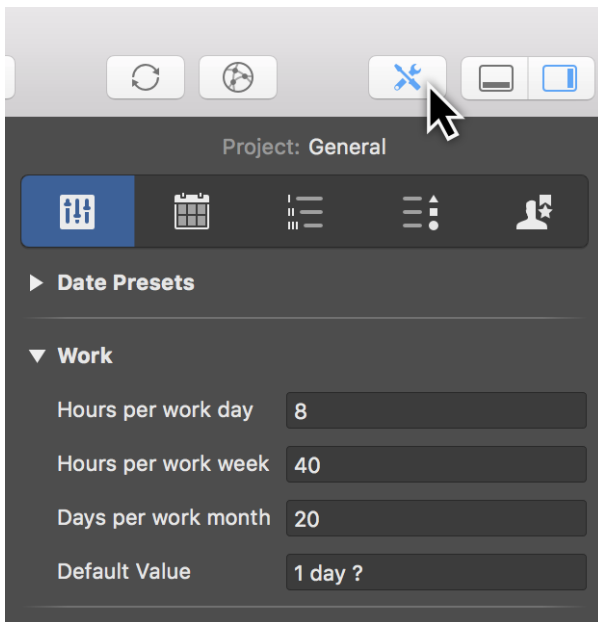 Project: General
Date Presets
Work
Hours per work day 8
Hours per work week 40
Days per work month 20
Default Value 1 day ?